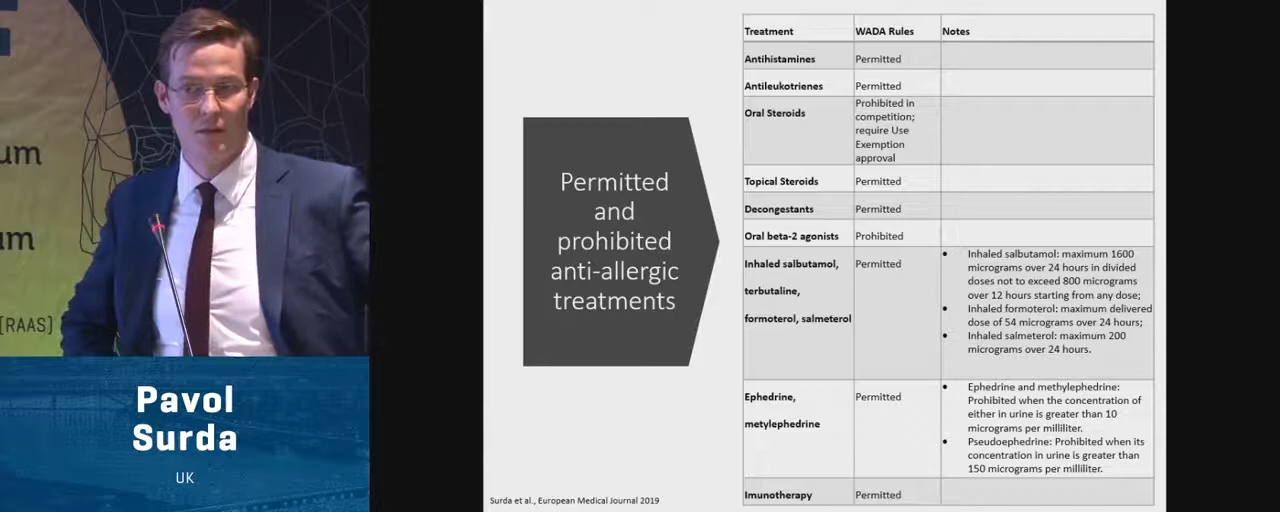 um
um
[RAAS)
Pavol
Surda
UK
Permitted
and
prohibited
anti-allergic
treatments
Surda et al., European Medical Journal 2019
Treatment WADA Rules Notes
Antihistamines Permitted
Antileukotrienes Permitted
Oral Steroids Prohibited in
competition;
require Use
Exemption
approval
Topical Steroids Permitted
Decongestants Permitted
Oral beta-2 agonists Prohibited
Inhaled salbutamol, Permitted
terbutaline,
formoterol, salmeterol
• Inhaled salbutamol: maximum 1600
micrograms over 24 hours in divided
doses not to exceed 800 micrograms
over 12 hours starting from any dose;
• Inhaled formoterol: maximum delivered
dose of 54 micrograms over 24 hours;
• Inhaled salmeterol: maximum 200
micrograms over 24 hours.
Ephedrine, Permitted
metylephedrine
• Ephedrine and methylephedrine:
Prohibited when the concentration of
either in urine is greater than 10
micrograms per milliliter.
• Pseudoephedrine: Prohibited when its
concentration in urine is greater than
150 micrograms per milliliter.
Imunotherapy Permitted